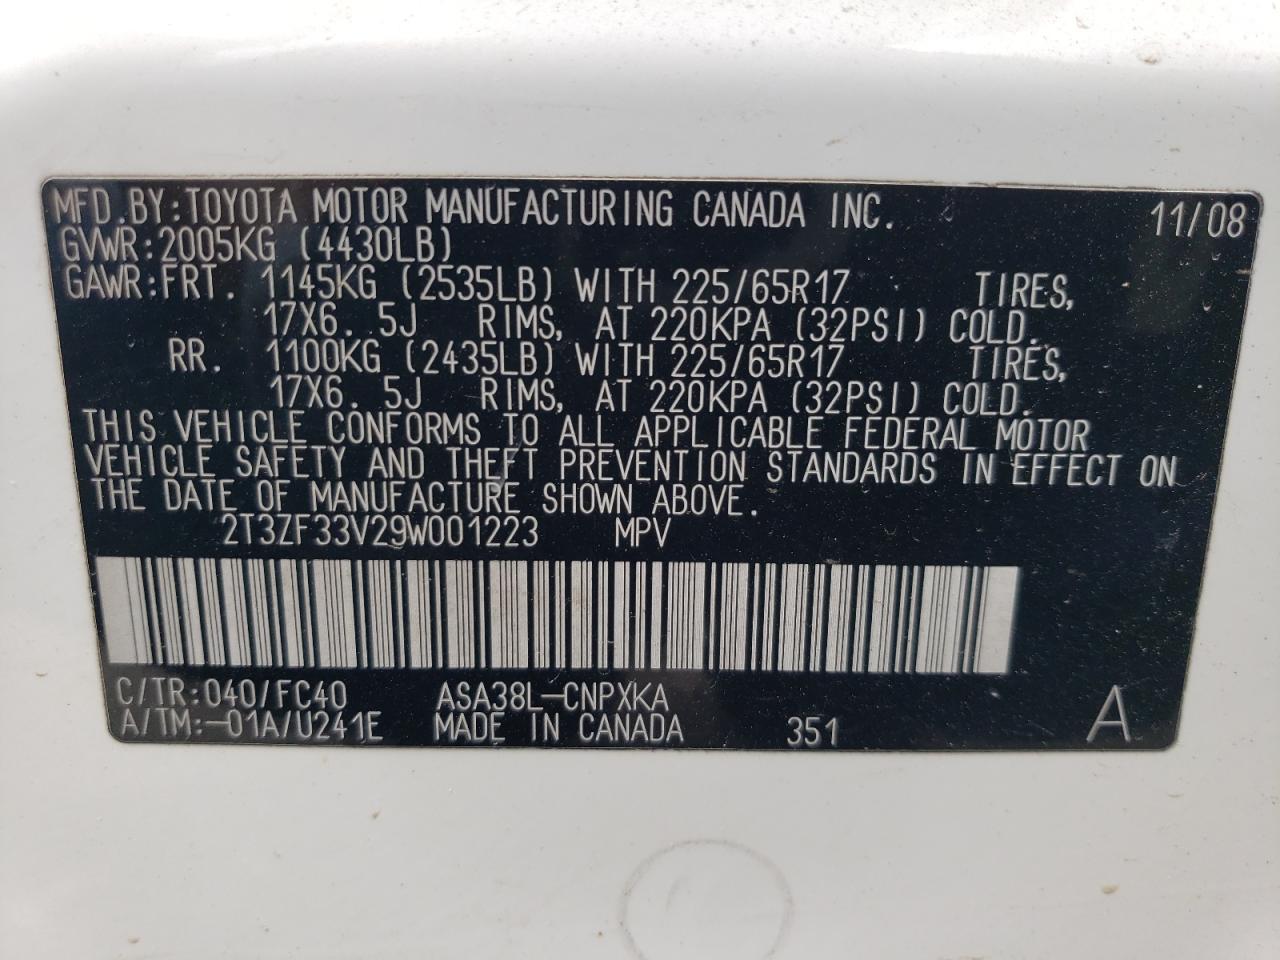 MFD.BY:TOYOTA MOTOR MANUFACTURING CANADA INC. 11/08
GVWR:2005KG (4430LB)
GAWR:FRT. 1145KG (2535LB) WITH 225/65R17 TIRES,
17X6.5J RIMS, AT 220KPA (32PSI) COLD.
RR. 1100KG (2435LB) WITH 225/65R17 TIRES,
17X6.5J RIMS, AT 220KPA (32PSI) COLD.
THIS VEHICLE CONFORMS TO ALL APPLICABLE FEDERAL MOTOR
VEHICLE SAFETY AND THEFT PREVENTION STANDARDS IN EFFECT ON
THE DATE OF MANUFACTURE SHOWN ABOVE.
2T3ZF33V29W001223 MPV
C/TR:040/FC40 ASA38L-CNPXKA
A/TM:-01A/U241E MADE IN CANADA 351 A